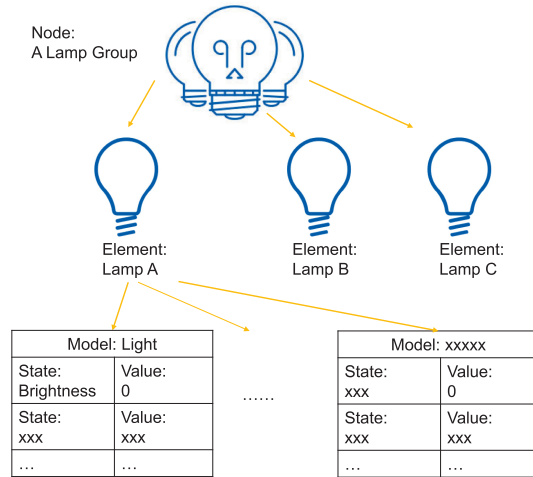 Node:
A Lamp Group
Element:
Lamp A
Element:
Lamp B
Element:
Lamp C
Model: Light
State:
Brightness
Value:
0
State:
xxx
Value:
xxx
...
...
......
Model: xxxxx
State:
xxx
Value:
0
State:
xxx
Value:
xxx
...
...